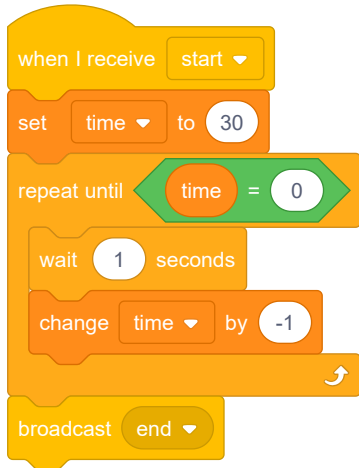 when I receive start
set time to 30
repeat until time = 0
wait 1 seconds
change time by -1
broadcast end